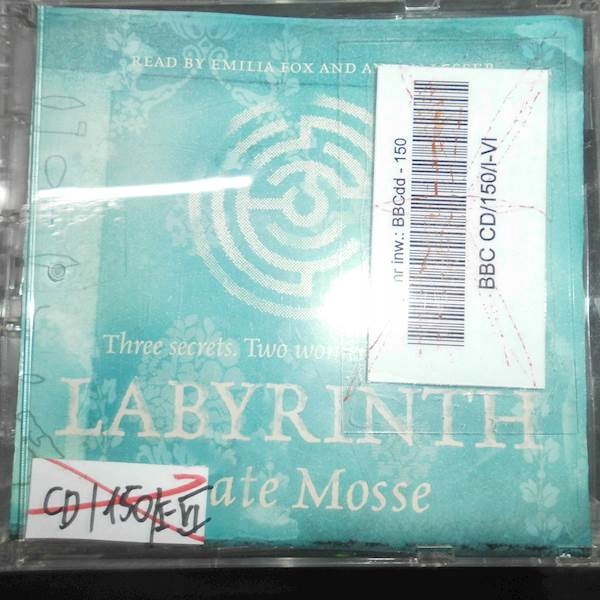 READ BY EMILIA FOX AND
Three secrets. Two
LABYRINTH
ate Mosse
nr inw.: BBCdd - 150
BBC CD/150/I-VI
CD/150/I-VI